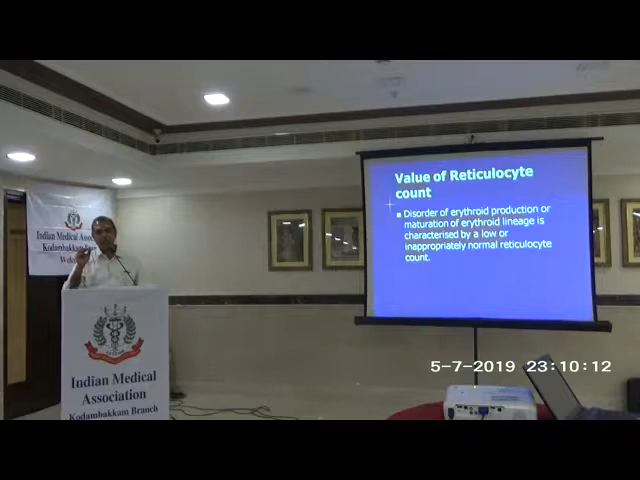 Value of Reticulocyte
count
Disorder of erythroid production or
maturation of erythroid lineage is
characterised by a low or
inappropriately normal reticulocyte
count.
Indian Medical
Kodambakkam
Indian Medical
Association
Kodambakkam Branch
5-7-2019 23:10:12